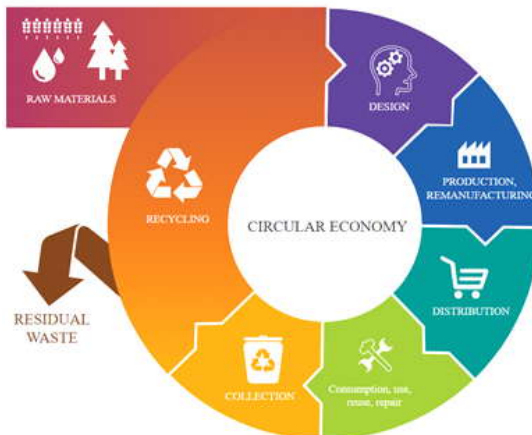 RAW MATERIALS
DESIGN
PRODUCTION,
REMANUFACTURING
RECYCLING
CIRCULAR ECONOMY
DISTRIBUTION
RESIDUAL
WASTE
COLLECTION
Consumption, use,
reuse, repair